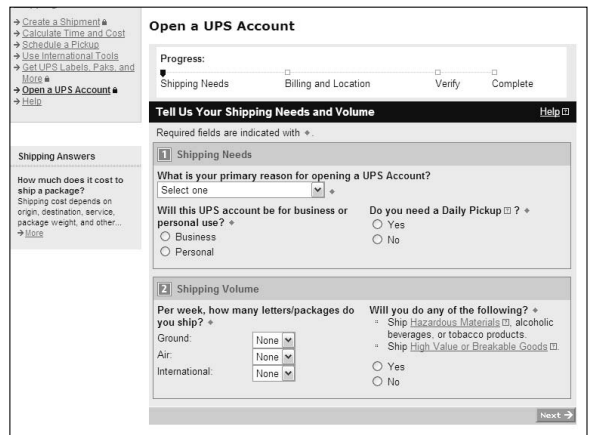 Create a Shipment
Calculate Time and Cost
Schedule a Pickup
Use International Tools
Get UPS Labels, Paks, and
More
Open a UPS Account
Help
Shipping Answers
How much does it cost to
ship a package?
Shipping cost depends on
origin, destination, service,
package weight, and other...
More
Open a UPS Account
Progress:
Shipping Needs Billing and Location Verify Complete
Tell Us Your Shipping Needs and Volume Help
Required fields are indicated with ◆.
1 Shipping Needs
What is your primary reason for opening a UPS Account?
Select one
Will this UPS account be for business or
personal use?
Business
Personal
Do you need a Daily Pickup ?
Yes
No
2 Shipping Volume
Per week, how many letters/packages do
you ship?
Ground: None
Air: None
International: None
Will you do any of the following?
Ship Hazardous Materials, alcoholic
beverages, or tobacco products.
Ship High Value or Breakable Goods.
Yes
No
Next →